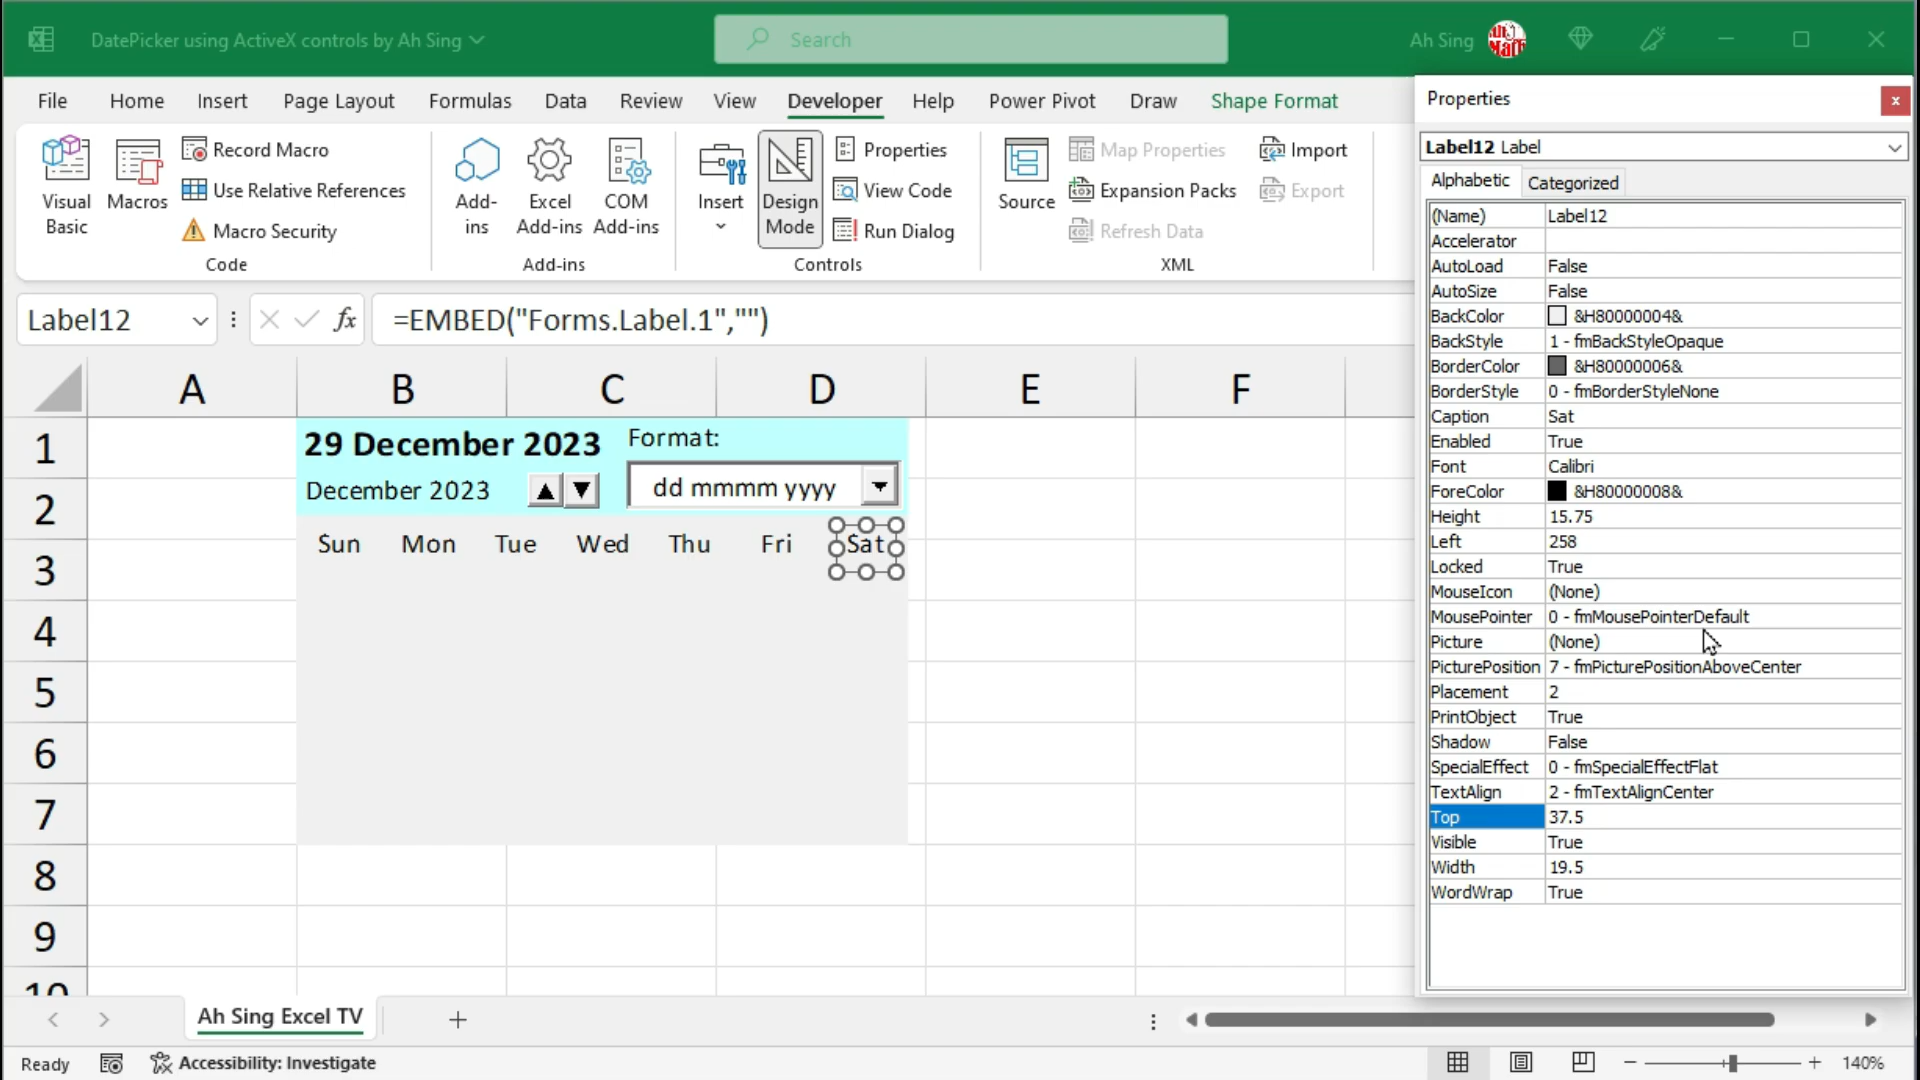 DatePicker using ActiveX controls by Ah Sing
Search
Ah Sing
File Home Insert Page Layout Formulas Data Review View Developer Help Power Pivot Draw Shape Format
Visual Basic
Macros
Record Macro
Use Relative References
Macro Security
Code
Add-ins
Excel Add-ins
COM Add-ins
Add-ins
Insert
Design Mode
Properties
View Code
Run Dialog
Controls
Source
Map Properties
Expansion Packs
Refresh Data
Import
Export
XML
Label12
fx
=EMBED("Forms.Label.1","")
A B C D E F
1
2
3
4
5
6
7
8
9
10
29 December 2023
Format:
December 2023
▲ ▼
dd mmmm yyyy
Sun Mon Tue Wed Thu Fri Sat
Properties
x
Label12 Label
Alphabetic Categorized
(Name) Label12
Accelerator
AutoLoad False
AutoSize False
BackColor &H80000004&
BackStyle 1 - fmBackStyleOpaque
BorderColor &H80000006&
BorderStyle 0 - fmBorderStyleNone
Caption Sat
Enabled True
Font Calibri
ForeColor &H80000008&
Height 15.75
Left 258
Locked True
MouseIcon (None)
MousePointer 0 - fmMousePointerDefault
Picture (None)
PicturePosition 7 - fmPicturePositionAboveCenter
Placement 2
PrintObject True
Shadow False
SpecialEffect 0 - fmSpecialEffectFlat
TextAlign 2 - fmTextAlignCenter
Top 37.5
Visible True
Width 19.5
WordWrap True
Ah Sing Excel TV
Ready
Accessibility: Investigate
140%